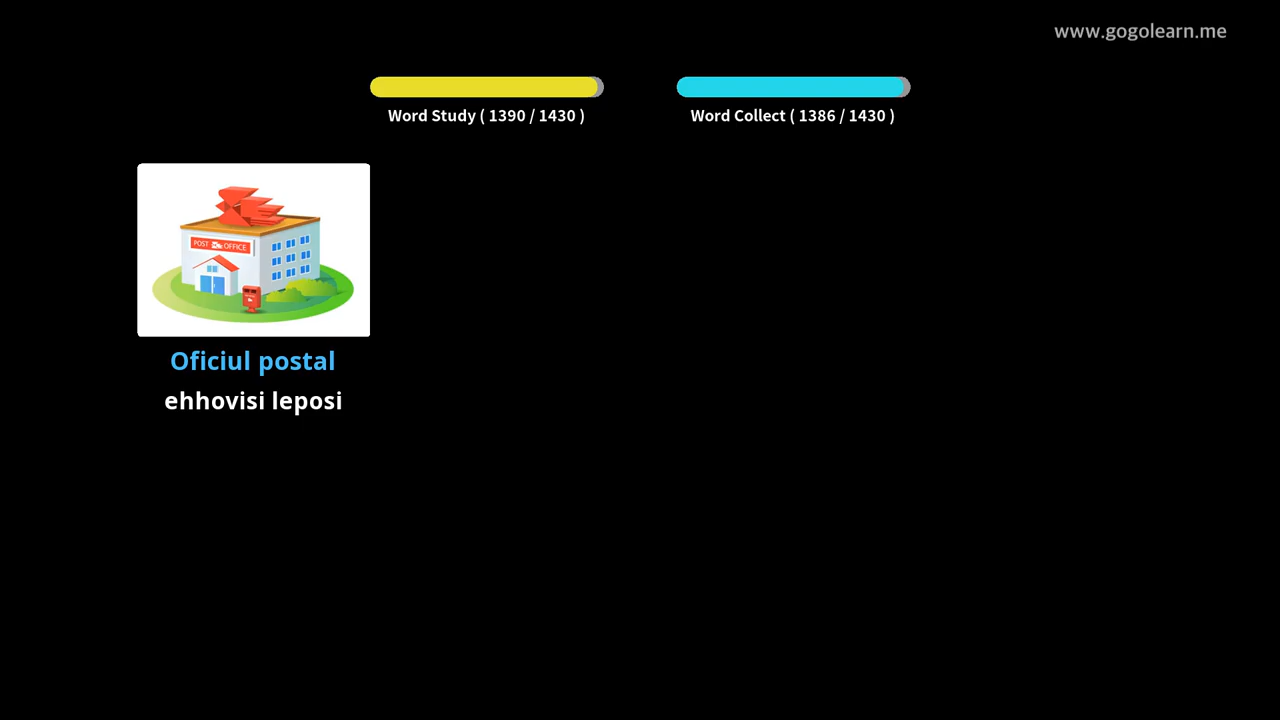 www.gogolearn.me
Word Study ( 1390 / 1430 )
Word Collect ( 1386 / 1430 )
POST OFFICE
Oficiul postal
ehhovisi leposi